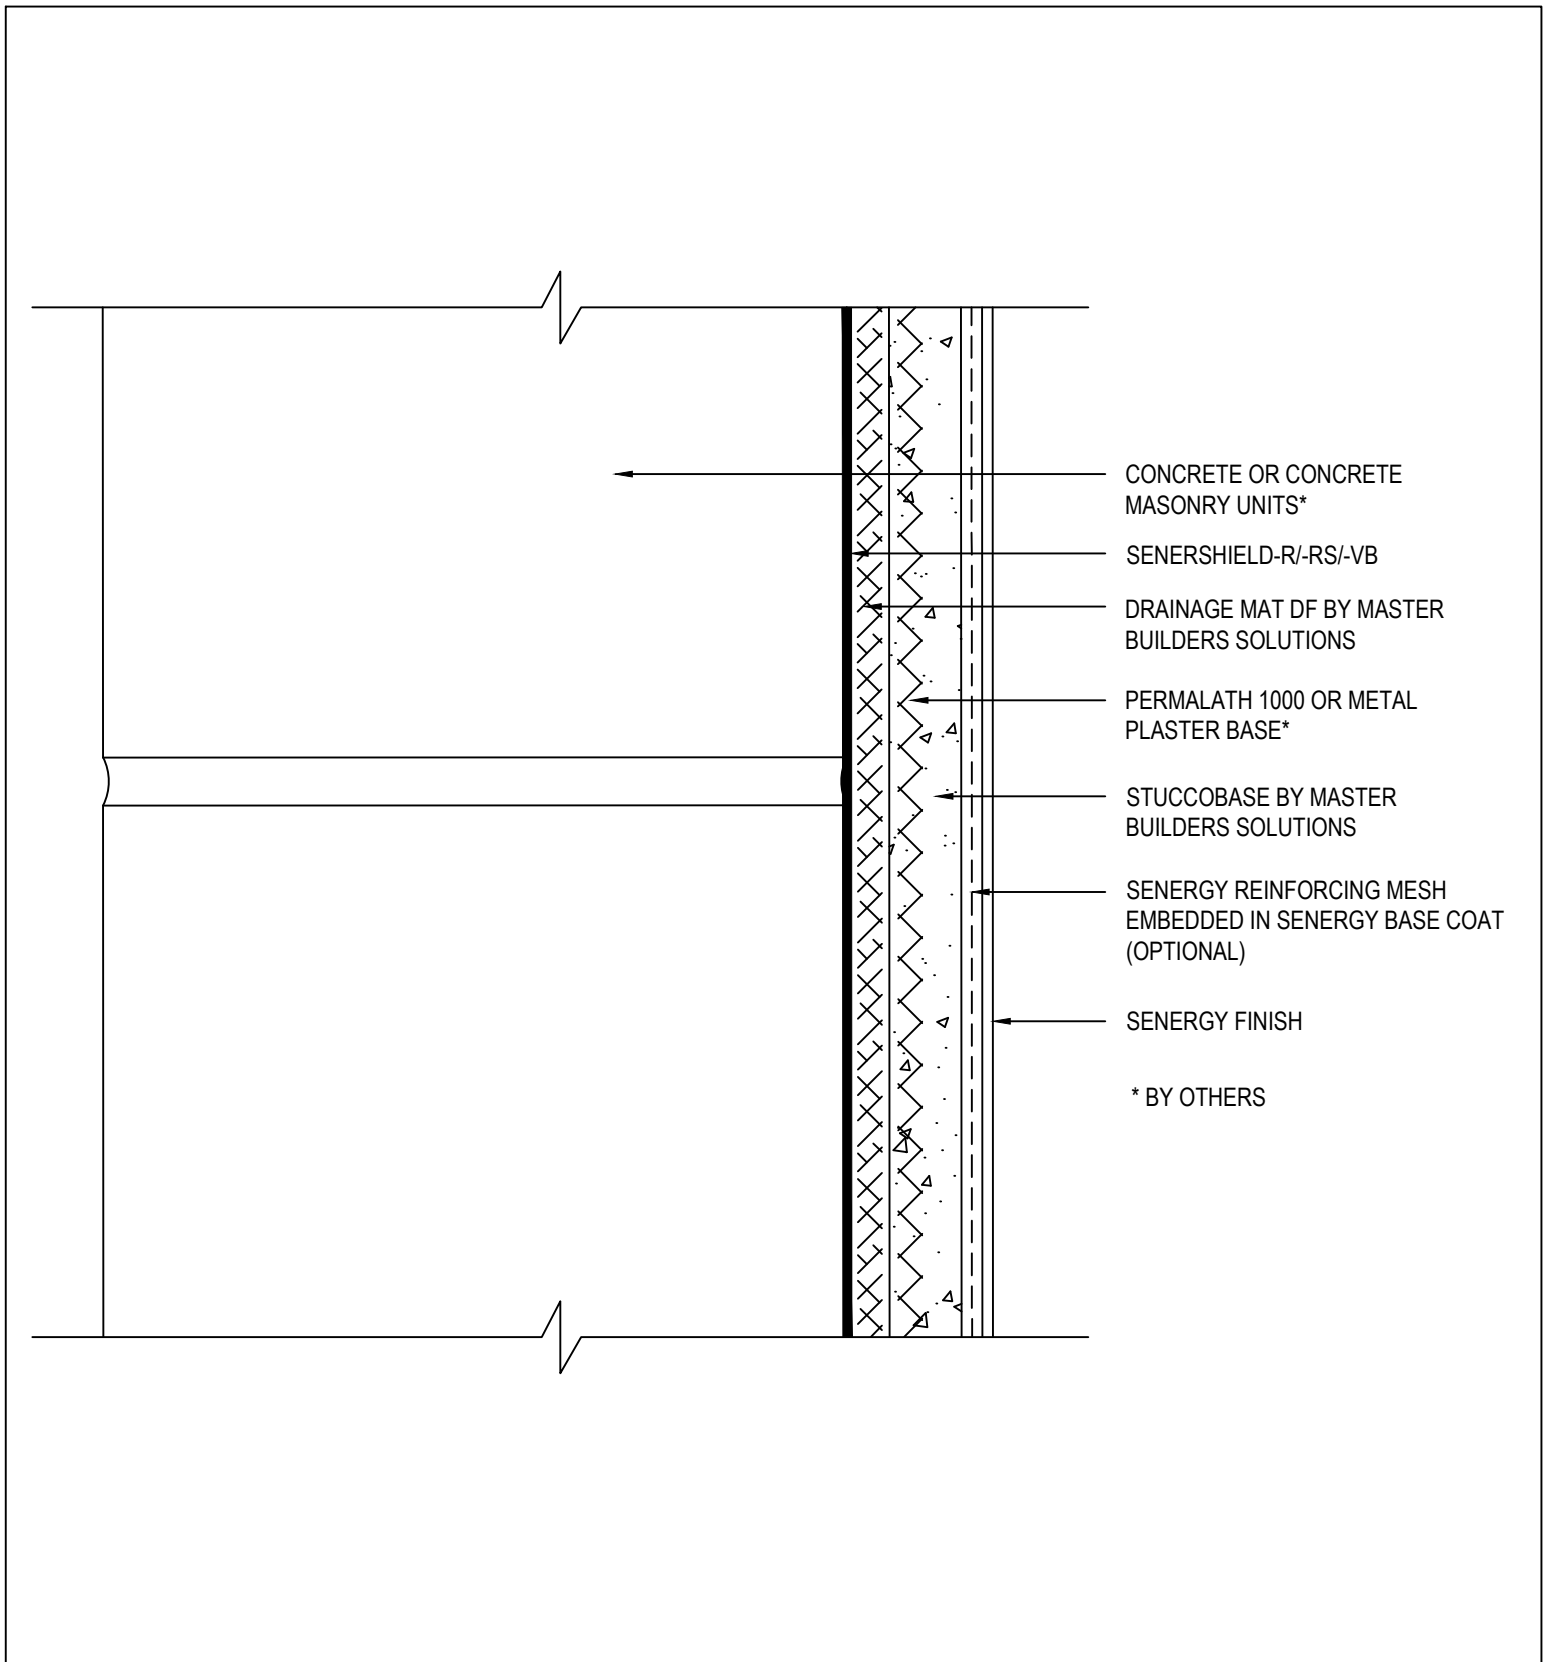 CONCRETE OR CONCRETE
MASONRY UNITS*
SENERSHIELD-R/-RS/-VB
DRAINAGE MAT DF BY MASTER
BUILDERS SOLUTIONS
PERMALATH 1000 OR METAL
PLASTER BASE*
STUCCOBASE BY MASTER
BUILDERS SOLUTIONS
SENERGY REINFORCING MESH
EMBEDDED IN SENERGY BASE COAT
(OPTIONAL)
SENERGY FINISH
* BY OTHERS